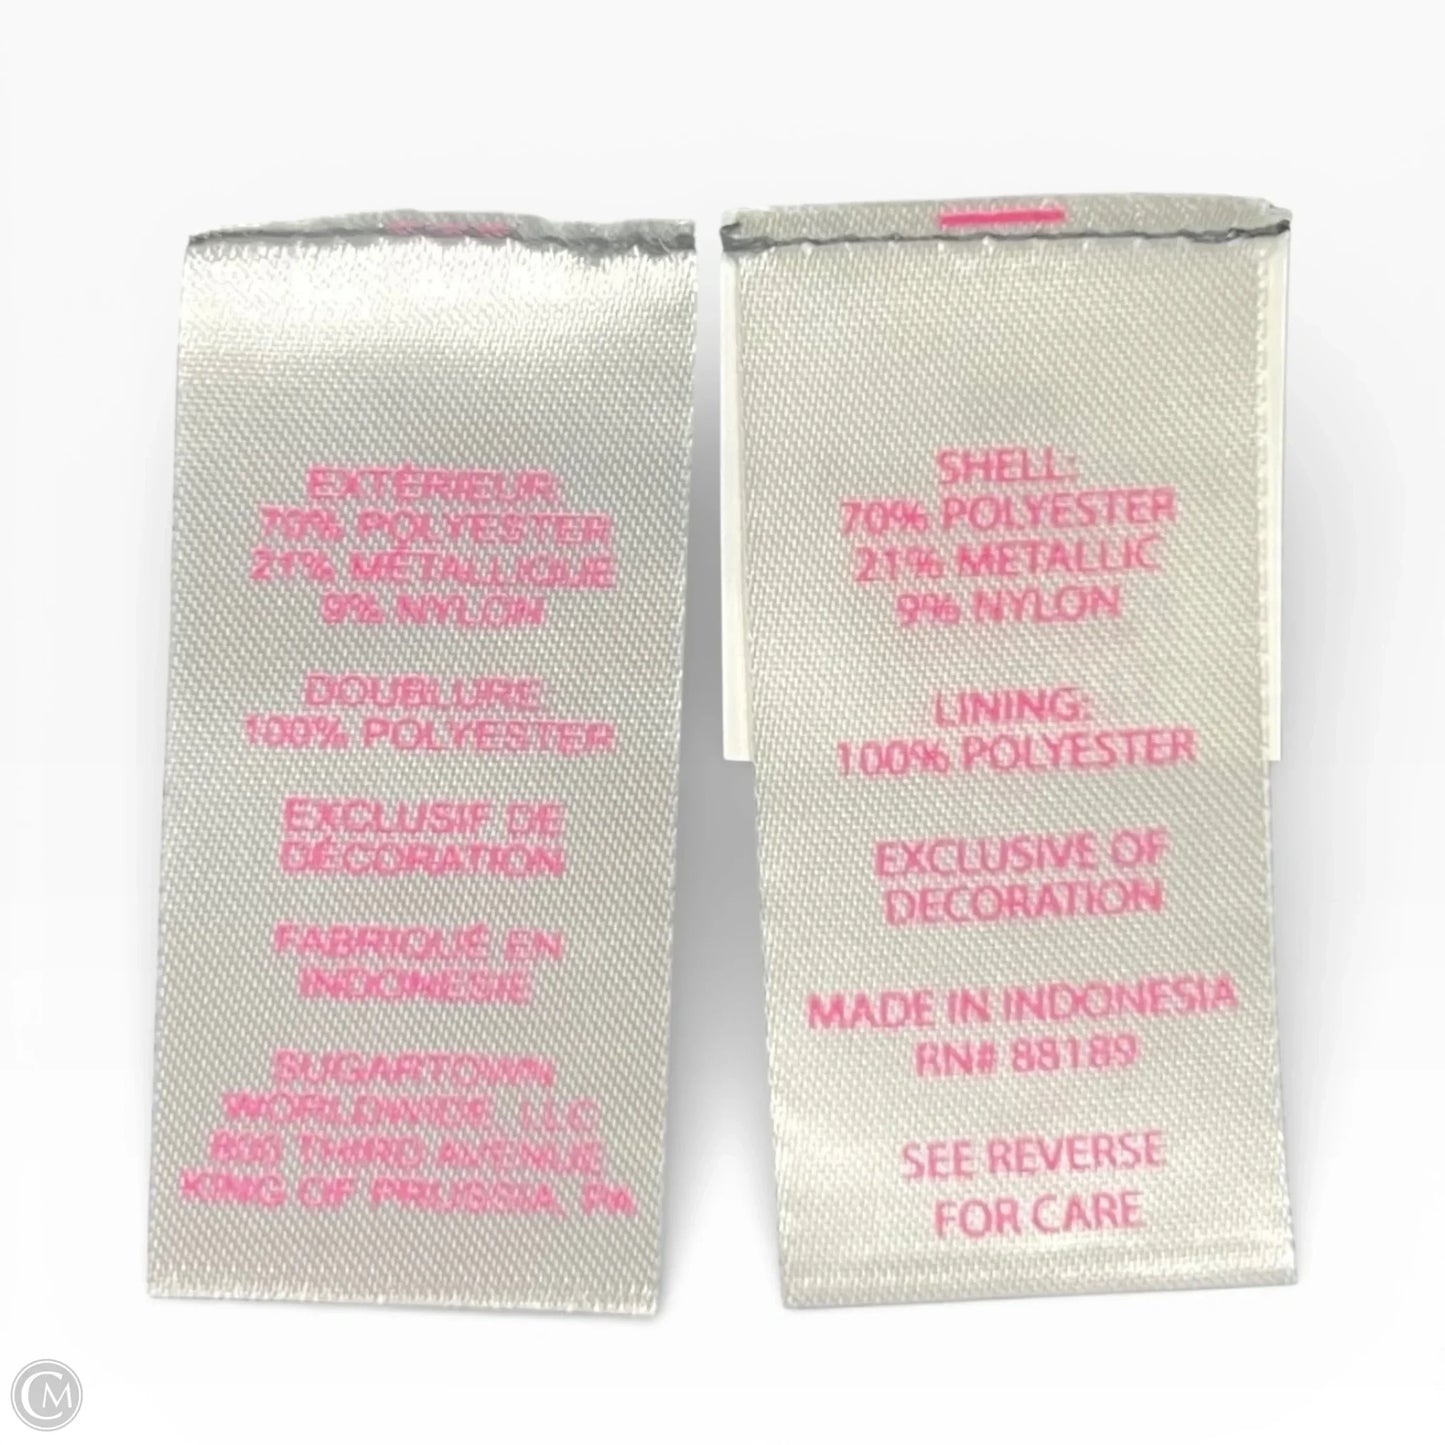 EXTÉRIEUR:
70% POLYESTER
21% MÉTALLIQUE
9% NYLON
DOUBLURE:
100% POLYESTER
EXCLUSIF DE
DÉCORATION
FABRIQUÉ EN
INDONÉSIE
SUGARTOWN
WORLDWIDE, LLC
800 THIRD AVENUE
KING OF PRUSSIA, PA
SHELL:
70% POLYESTER
21% METALLIC
9% NYLON
LINING:
100% POLYESTER
EXCLUSIVE OF
DECORATION
MADE IN INDONESIA
RN# 88189
SEE REVERSE
FOR CARE
CM